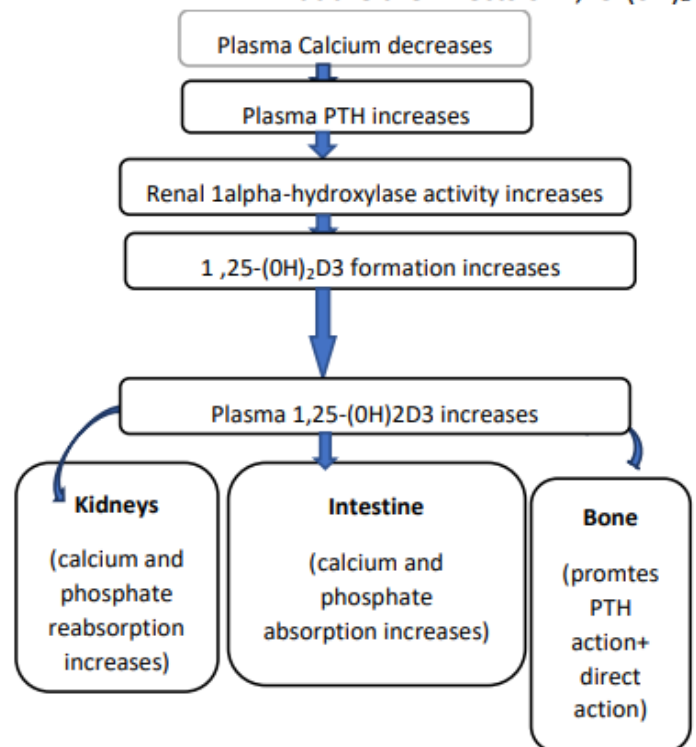 Plasma Calcium decreases
Plasma PTH increases
Renal 1alpha-hydroxylase activity increases
1 ,25-(0H)₂D3 formation increases
Plasma 1,25-(0H)2D3 increases
Kidneys
(calcium and
phosphate
reabsorption
increases)
Intestine
(calcium and
phosphate
absorption increases)
Bone
(promtes
PTH
action+
direct
action)